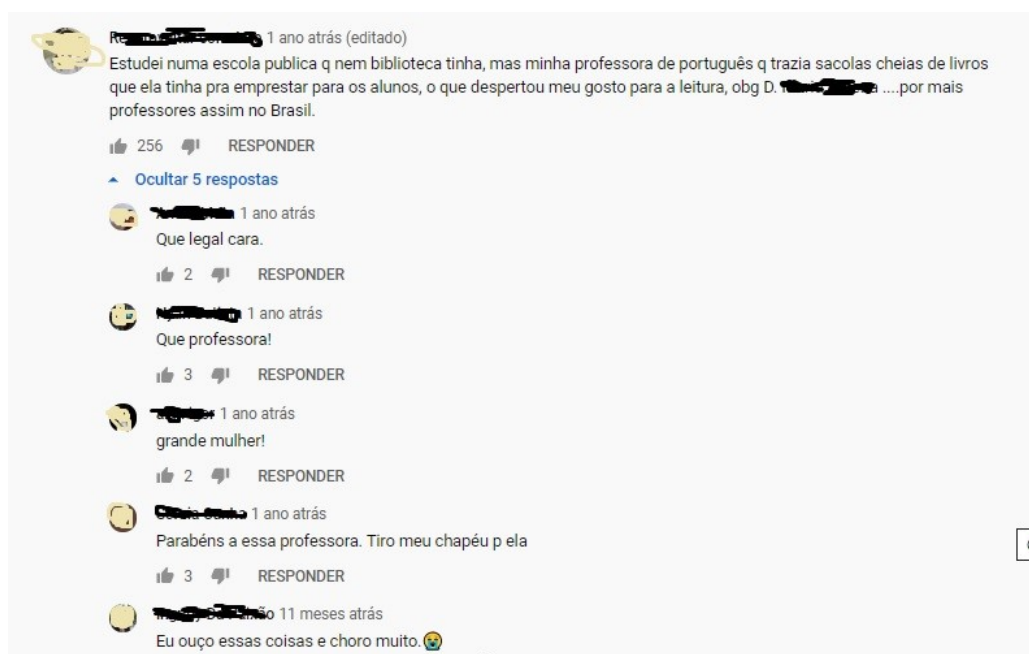 1 ano atrás (editado)
Estudei numa escola publica q nem biblioteca tinha, mas minha professora de português q trazia sacolas cheias de livros
que ela tinha pra emprestar para os alunos, o que despertou meu gosto para a leitura, obg D. ....por mais
professores assim no Brasil.
256 RESPONDER
Ocultar 5 respostas
1 ano atrás
Que legal cara.
2 RESPONDER
1 ano atrás
Que professora!
3 RESPONDER
1 ano atrás
grande mulher!
2 RESPONDER
1 ano atrás
Parabéns a essa professora. Tiro meu chapéu p ela
3 RESPONDER
11 meses atrás
Eu ouço essas coisas e choro muito.😭